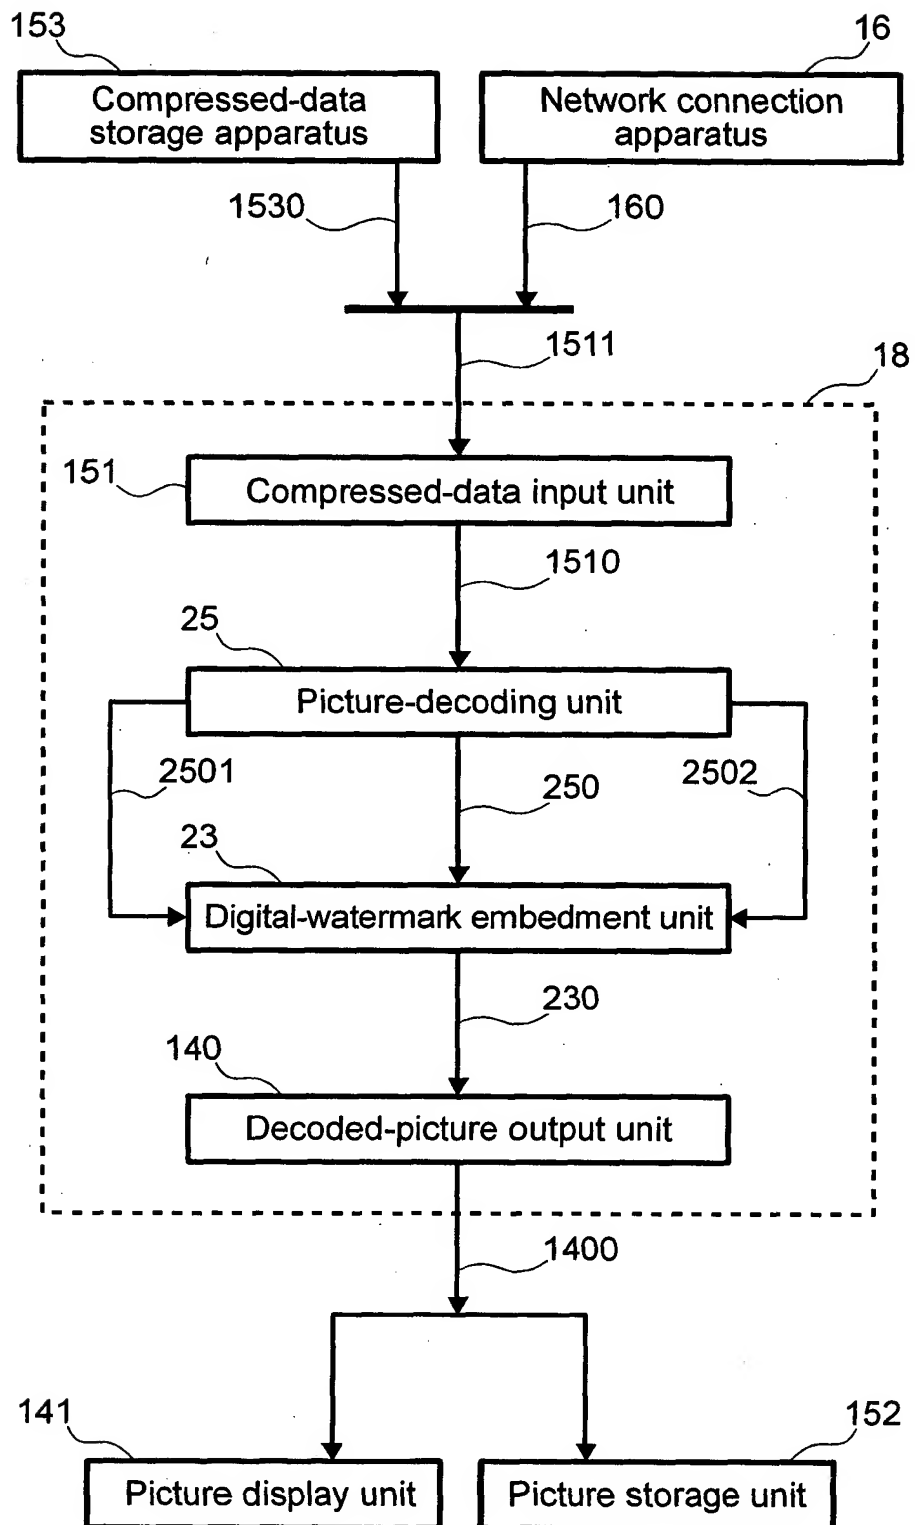 153
16
Compressed-data
storage apparatus
Network connection
apparatus
1530
160
1511
18
151
Compressed-data input unit
1510
25
Picture-decoding unit
2501
250
2502
23
Digital-watermark embedment unit
230
140
Decoded-picture output unit
1400
141
152
Picture display unit
Picture storage unit